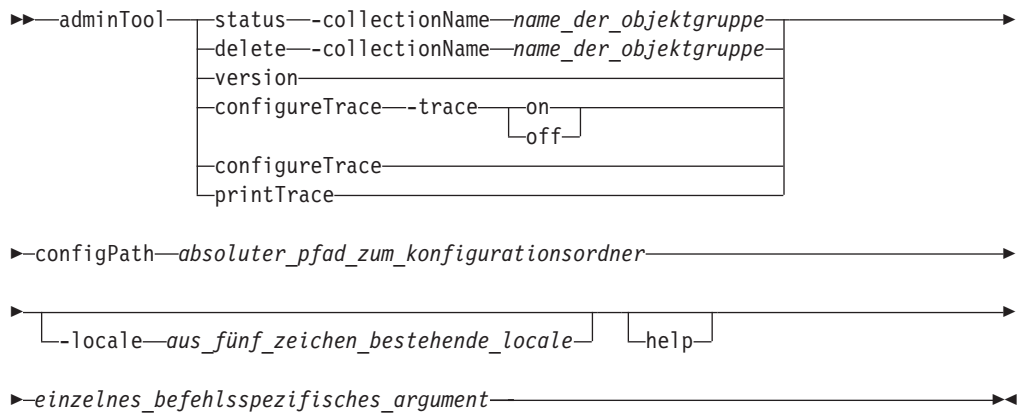 adminTool status -collectionName name_der_objektgruppe
delete -collectionName name_der_objektgruppe
version
configureTrace -trace on
off
configureTrace
printTrace
configPath absoluter_pfad_zum_konfigurationsordner
-locale aus_fünf_zeichen_bestehende_locale help
einzelnes_befehlsspezifisches_argument